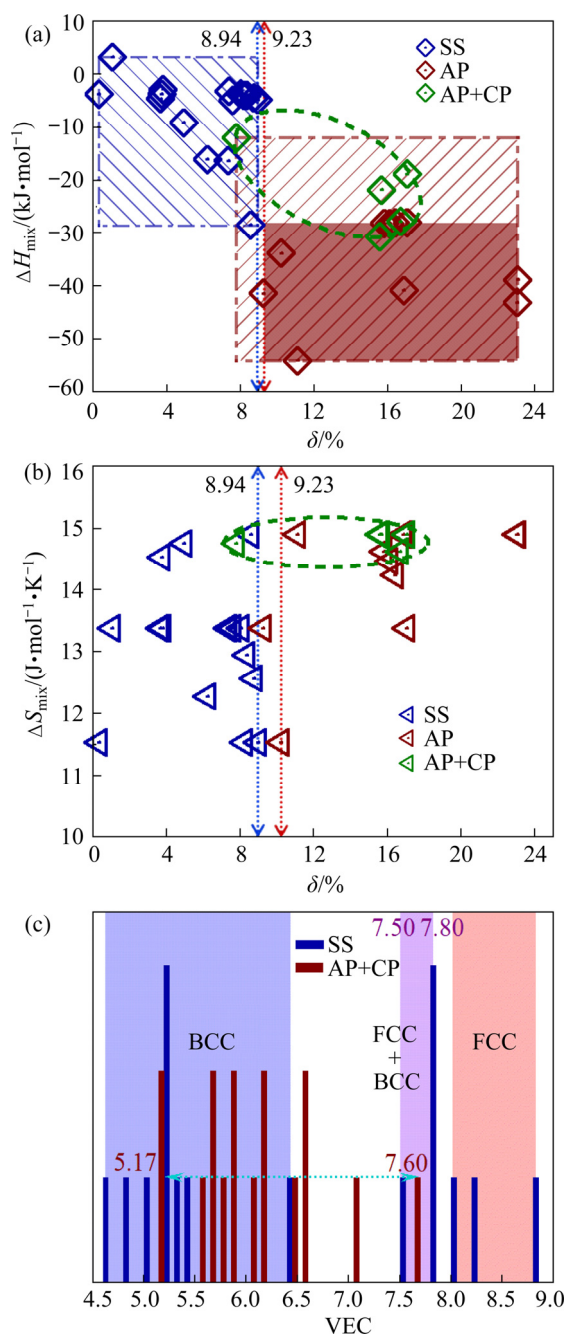 (a)
10
0
−10
−20
−30
−40
−50
−60
ΔHmix/(kJ•mol−1)
8.94
9.23
SS
AP
AP+CP
0 4 8 12 16 20 24
δ/%
(b)
16
15
14
13
12
11
10
ΔSmix/(J•mol−1•K−1)
8.94
9.23
SS
AP
AP+CP
0 4 8 12 16 20 24
δ/%
(c)
7.50 7.80
SS
AP+CP
BCC
FCC
+
BCC
FCC
5.17
7.60
4.5 5.0 5.5 6.0 6.5 7.0 7.5 8.0 8.5 9.0
VEC